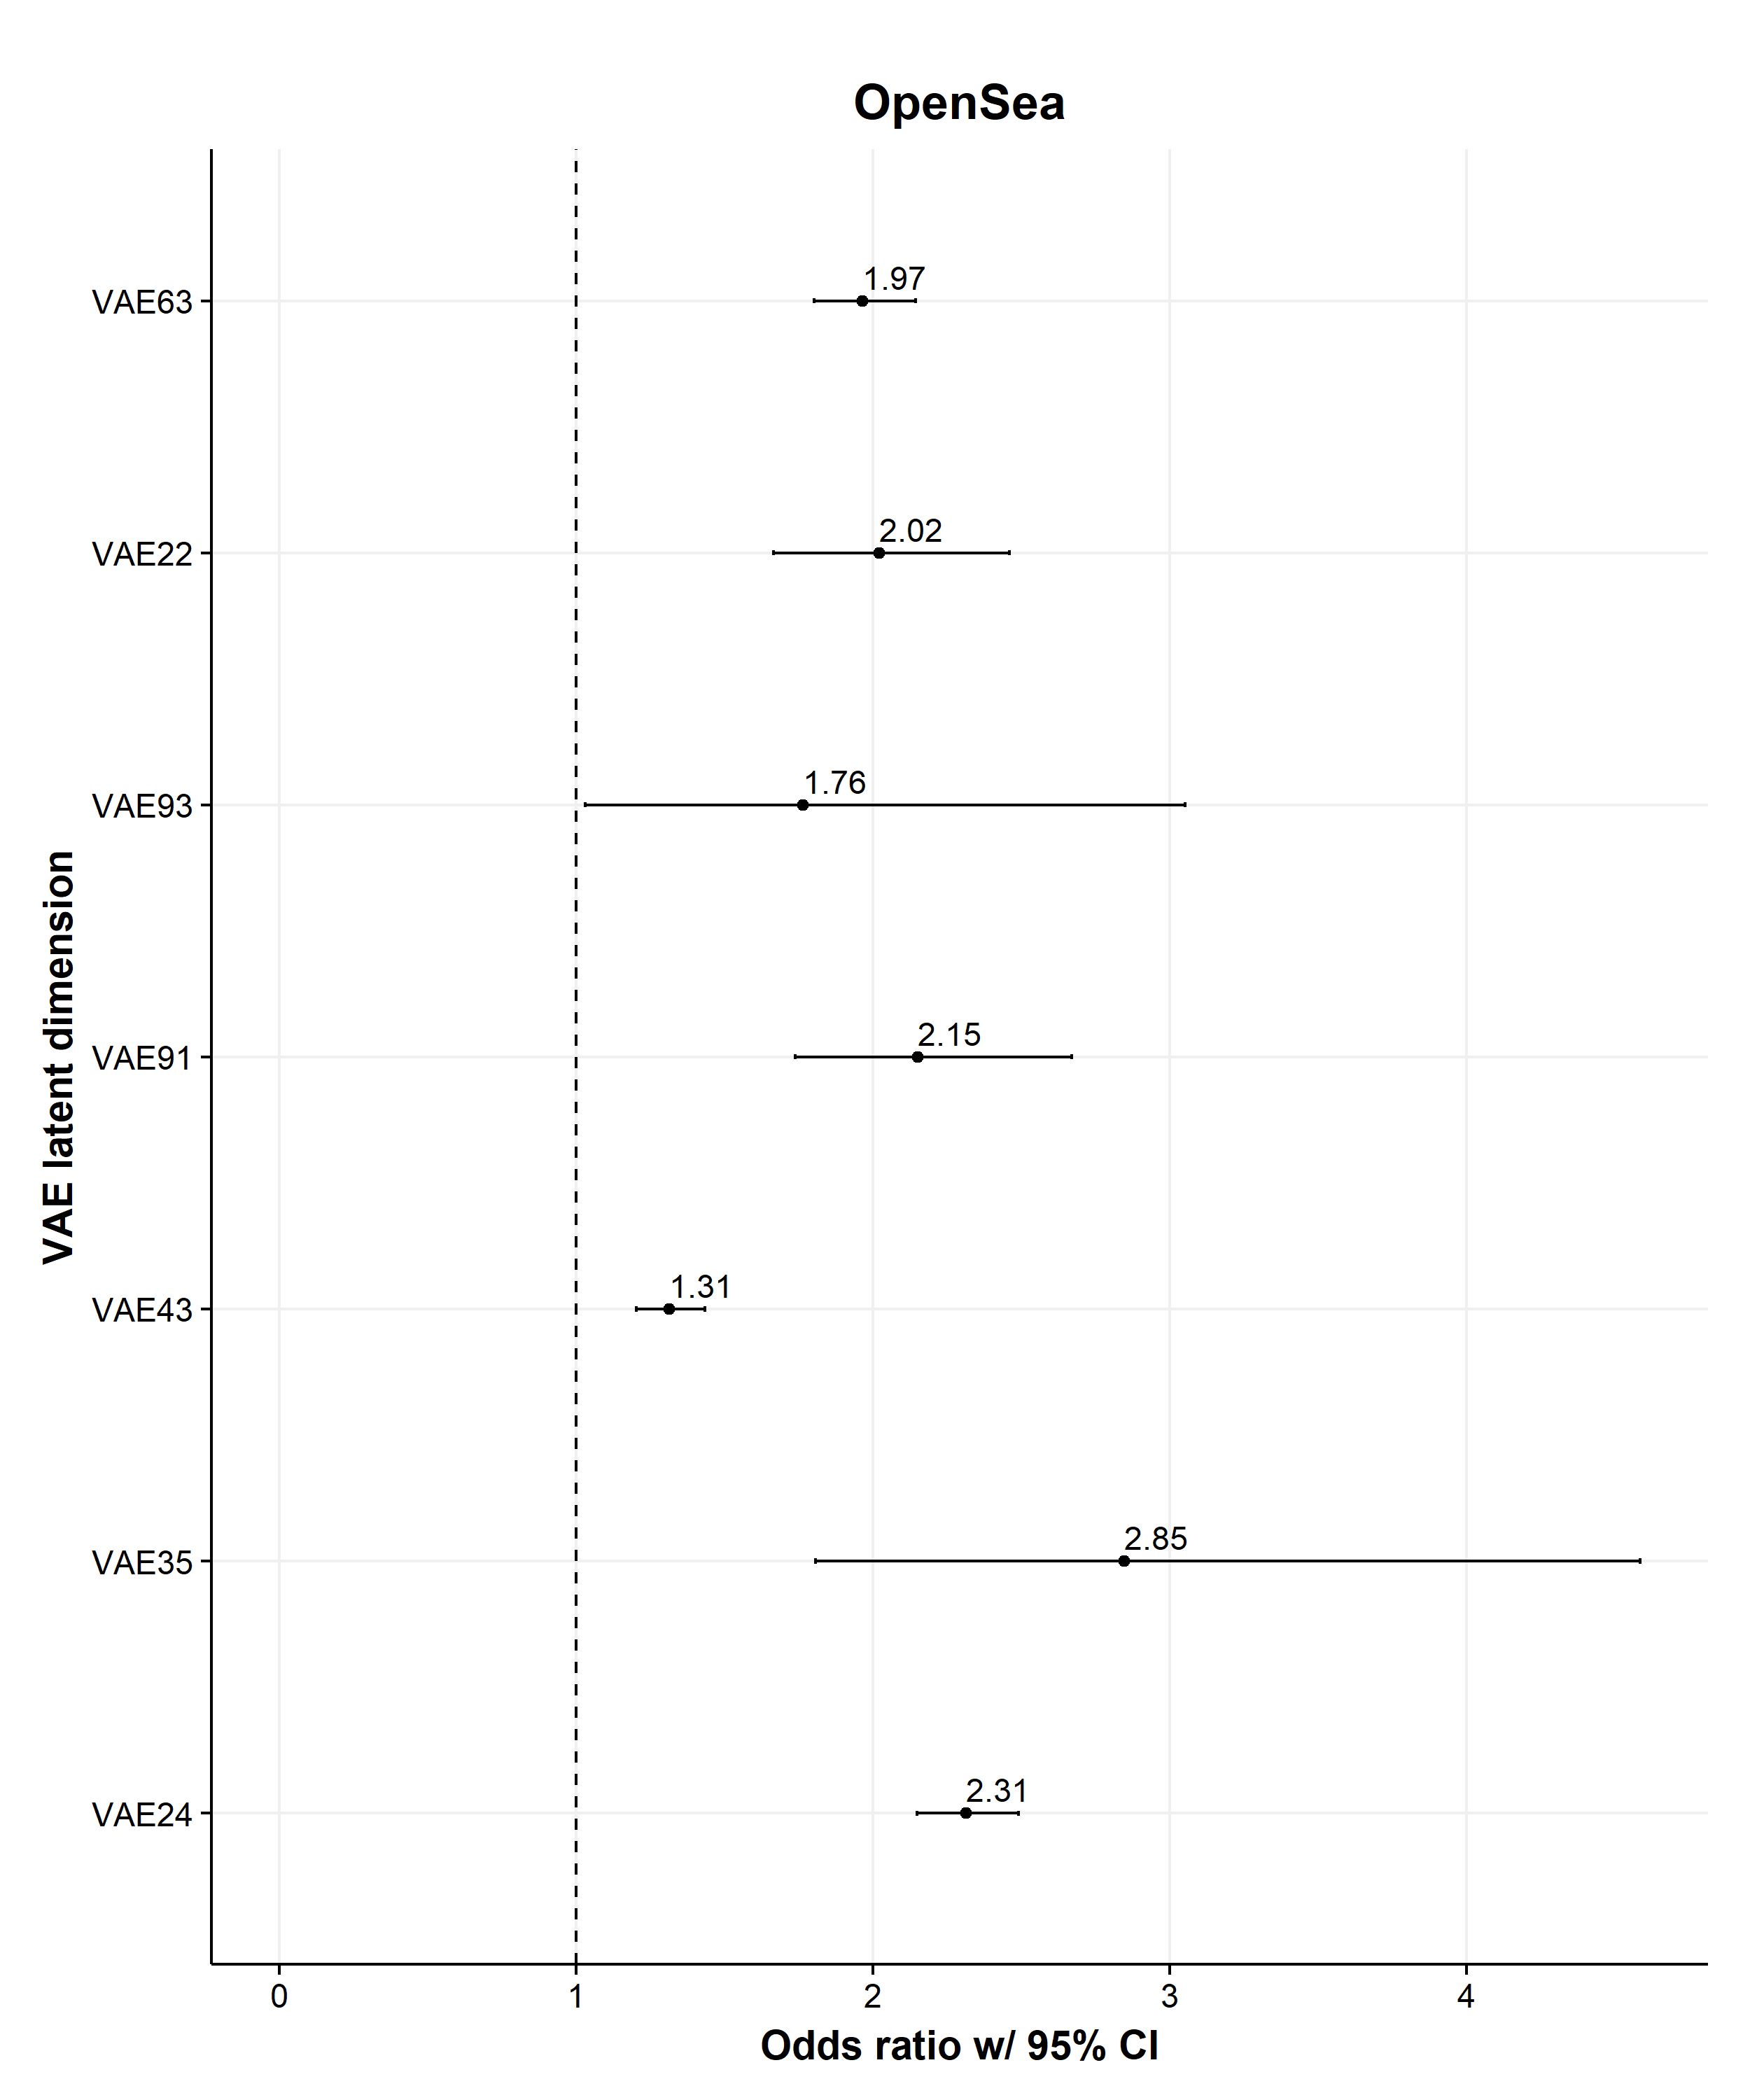 OpenSea
VAE latent dimension
VAE63
1.97
VAE22
2.02
VAE93
1.76
VAE91
2.15
VAE43
1.31
VAE35
2.85
VAE24
2.31
0 1 2 3 4
Odds ratio w/ 95% CI